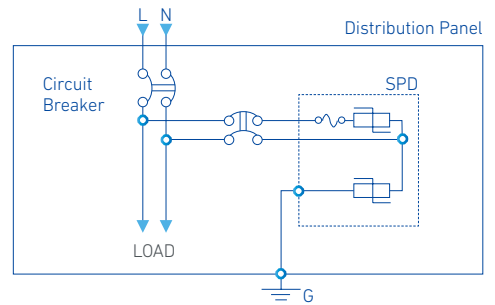 L N
Distribution Panel
Circuit
Breaker
SPD
LOAD
G